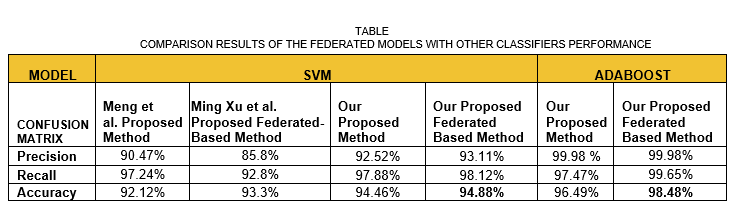 TABLE
COMPARISON RESULTS OF THE FEDERATED MODELS WITH OTHER CLASSIFIERS PERFORMANCE
MODEL SVM ADABOOST
CONFUSION MATRIX Meng et al. Proposed Method Ming Xu et al. Proposed Federated-Based Method Our Proposed Method Our Proposed Federated Based Method Our Proposed Method Our Proposed Federated Based Method
Precision 90.47% 85.8% 92.52% 93.11% 99.98 % 99.98%
Recall 97.24% 92.8% 97.88% 98.12% 97.47% 99.65%
Accuracy 92.12% 93.3% 94.46% 94.88% 96.49% 98.48%